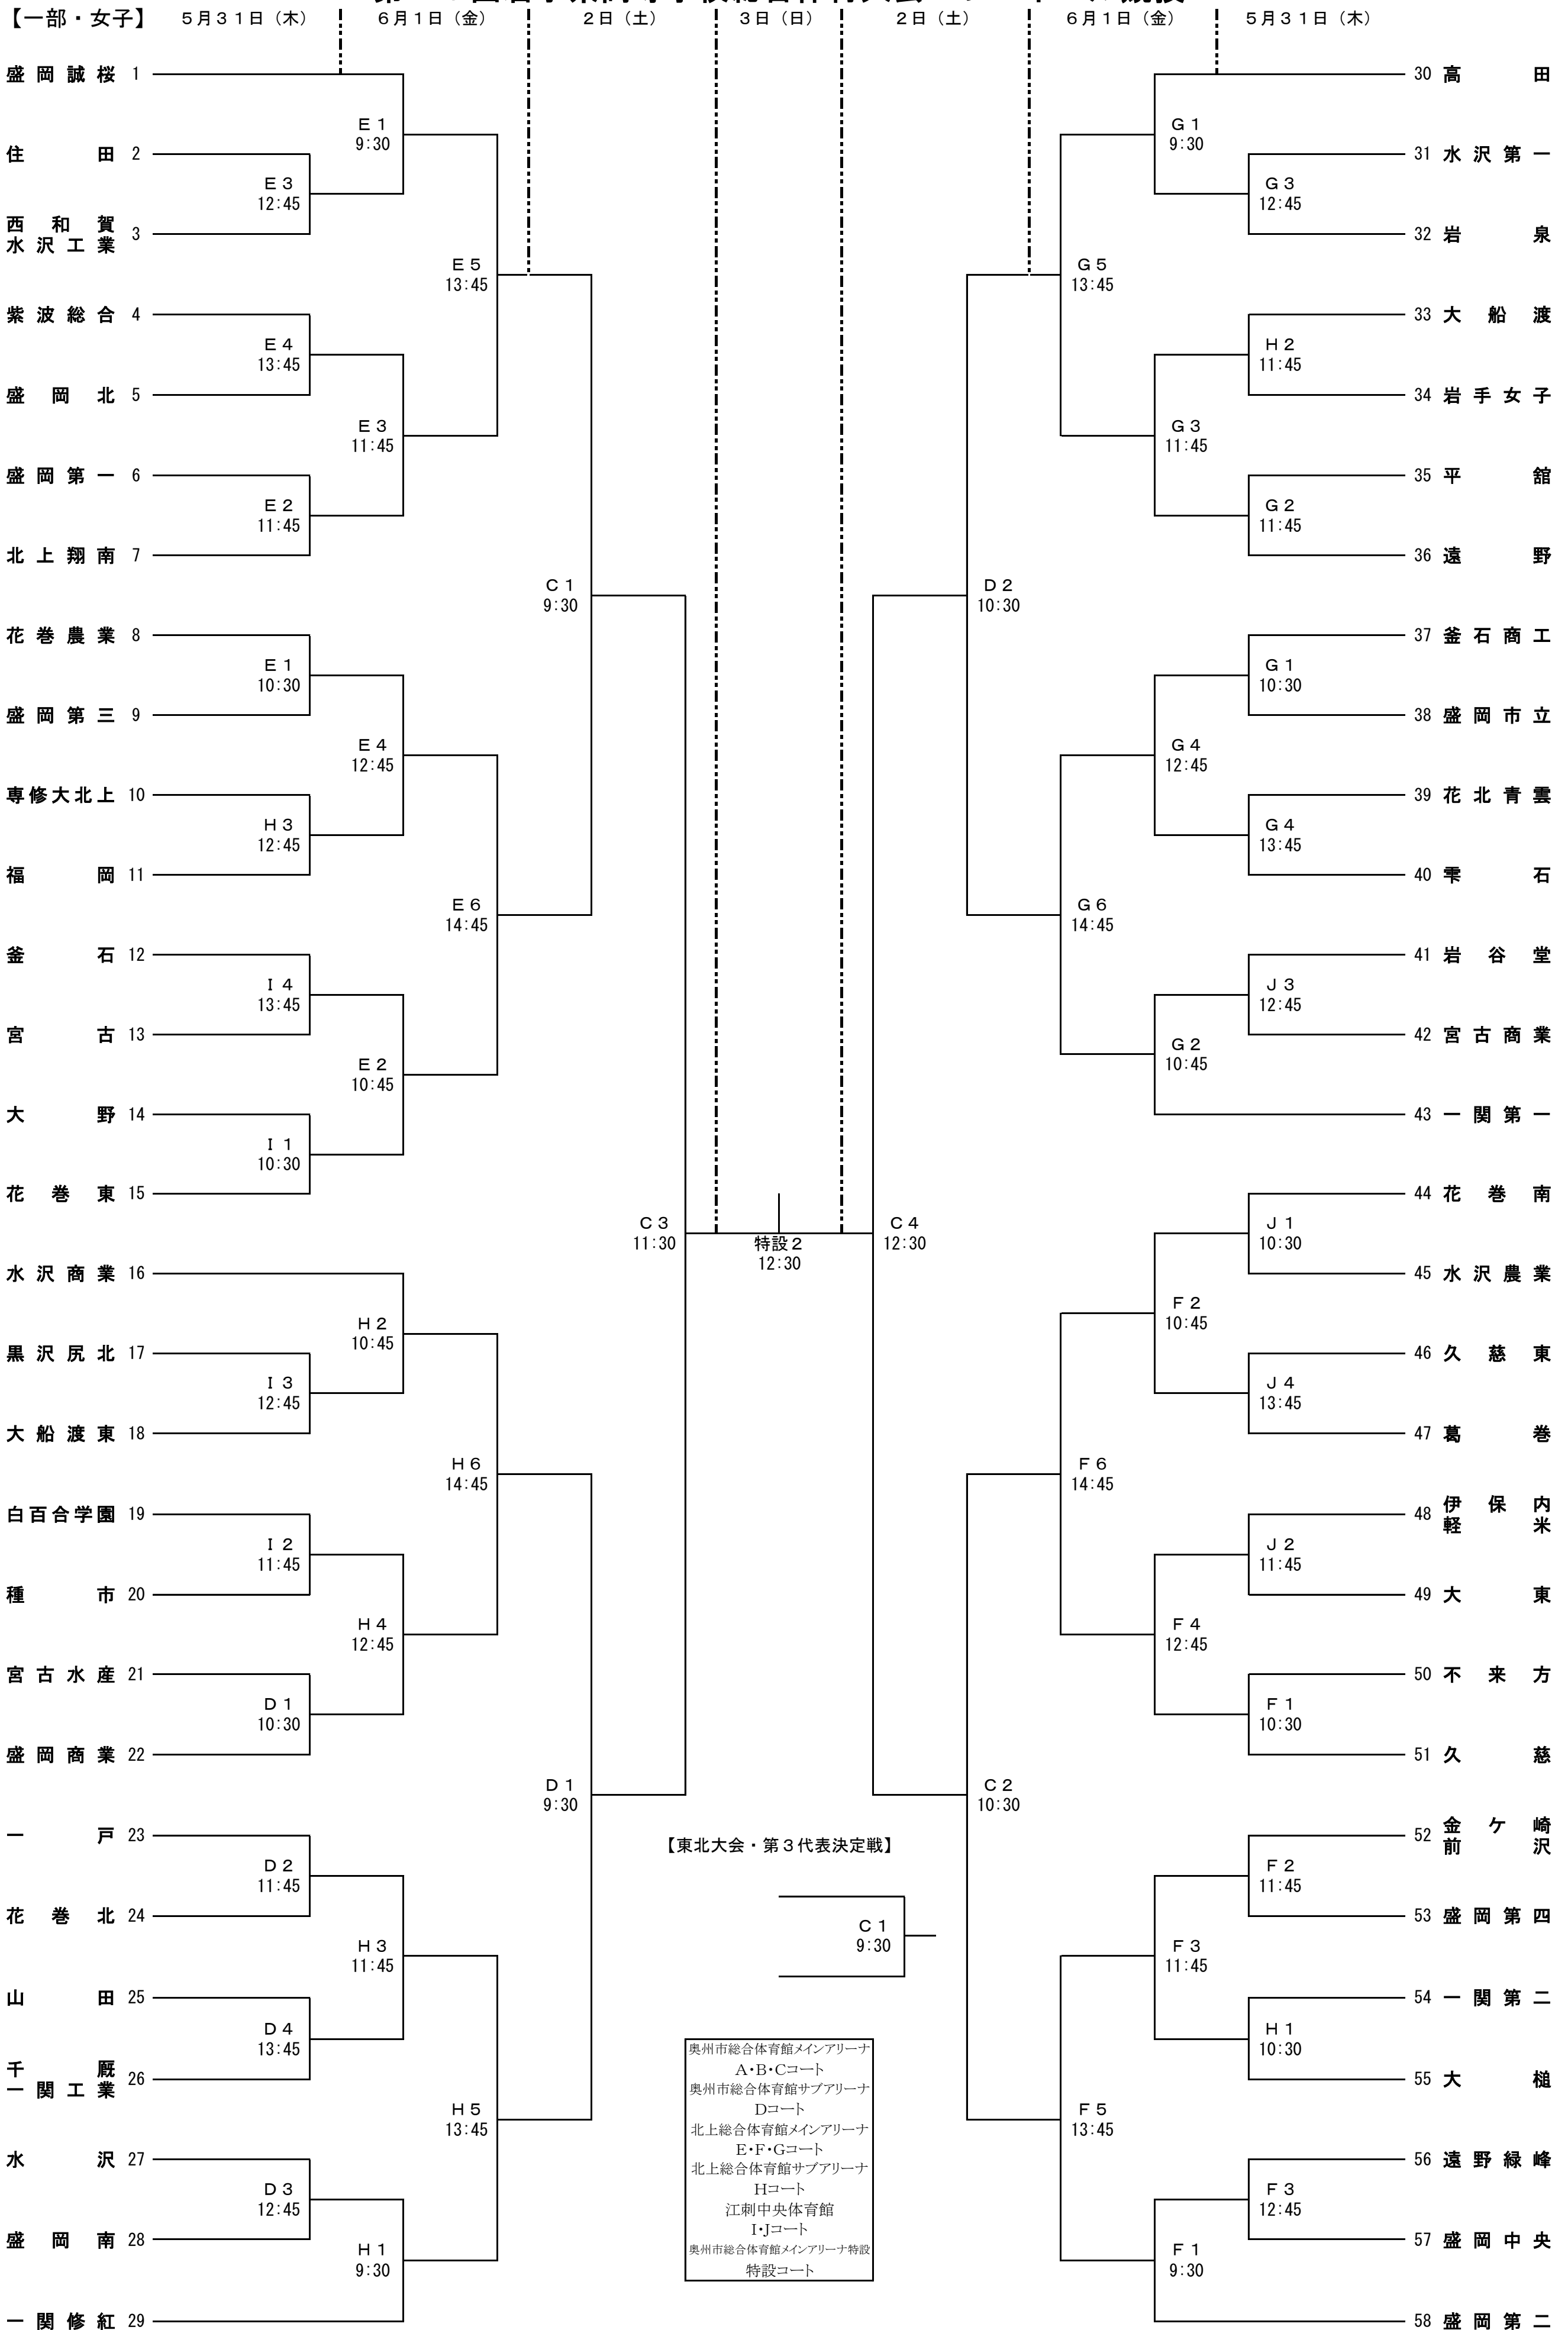 【一部・女子】 ５月３１日（木） ６月１日（金） ２日（土） ３日（日） ２日（土） ６月１日（金） ５月３１日（木）
盛岡誠桜 1
住田 2
西和賀
水沢工業 3
紫波総合 4
盛岡北 5
盛岡第一 6
北上翔南 7
花巻農業 8
盛岡第三 9
専修大北上 10
福岡 11
釜石 12
宮古 13
大野 14
花巻東 15
水沢商業 16
黒沢尻北 17
大船渡東 18
白百合学園 19
種市 20
宮古水産 21
盛岡商業 22
一戸 23
花巻北 24
山田 25
千厩
一関工業 26
水沢 27
盛岡南 28
一関修紅 29
Ｅ３
12:45
Ｅ４
13:45
Ｅ２
11:45
Ｅ１
10:30
Ｈ３
12:45
Ｉ４
13:45
Ｉ１
10:30
Ｉ３
12:45
Ｉ２
11:45
Ｄ１
10:30
Ｄ２
11:45
Ｄ４
13:45
Ｄ３
12:45
Ｅ１
9:30
Ｅ３
11:45
Ｅ４
12:45
Ｅ２
10:45
Ｈ２
10:45
Ｈ４
12:45
Ｈ３
11:45
Ｈ１
9:30
Ｅ５
13:45
Ｅ６
14:45
Ｈ６
14:45
Ｈ５
13:45
Ｃ１
9:30
Ｄ１
9:30
Ｃ３
11:30
特設２
12:30
Ｃ４
12:30
Ｄ２
10:30
Ｃ２
10:30
Ｇ５
13:45
Ｇ６
14:45
Ｆ６
14:45
Ｆ５
13:45
Ｇ１
9:30
Ｇ３
11:45
Ｇ４
12:45
Ｇ２
10:45
Ｆ２
10:45
Ｆ４
12:45
Ｆ３
11:45
Ｆ１
9:30
Ｇ３
12:45
Ｈ２
11:45
Ｇ２
11:45
Ｇ１
10:30
Ｇ４
13:45
Ｊ３
12:45
Ｊ１
10:30
Ｊ４
13:45
Ｊ２
11:45
Ｆ１
10:30
Ｆ２
11:45
Ｈ１
10:30
Ｆ３
12:45
30 高田
31 水沢第一
32 岩泉
33 大船渡
34 岩手女子
35 平舘
36 遠野
37 釜石商工
38 盛岡市立
39 花北青雲
40 雫石
41 岩谷堂
42 宮古商業
43 一関第一
44 花巻南
45 水沢農業
46 久慈東
47 葛巻
48 伊保内
軽米
49 大東
50 不来方
51 久慈
52 金ケ崎
前沢
53 盛岡第四
54 一関第二
55 大槌
56 遠野緑峰
57 盛岡中央
58 盛岡第二
【東北大会・第３代表決定戦】
Ｃ１
9:30
奥州市総合体育館メインアリーナ
A・B・Cコート
奥州市総合体育館サブアリーナ
Dコート
北上総合体育館メインアリーナ
E・F・Gコート
北上総合体育館サブアリーナ
Hコート
江刺中央体育館
I・Jコート
奥州市総合体育館メインアリーナ特設
特設コート